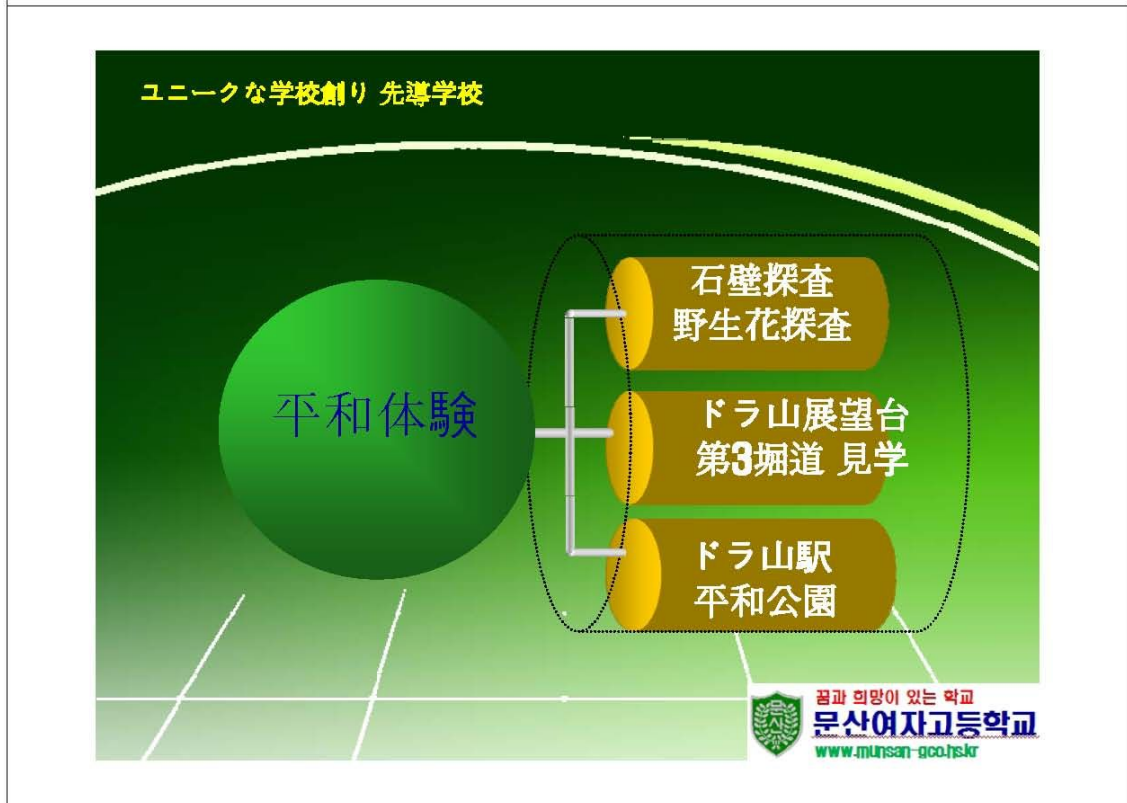 ユニークな学校創り 先導学校
平和体験
石壁探査
野生花探査
ドラ山展望台
第3堀道 見学
ドラ山駅
平和公園
꿈과 희망이 있는 학교
문산여자고등학교
www.munsan-gco.hs.kr